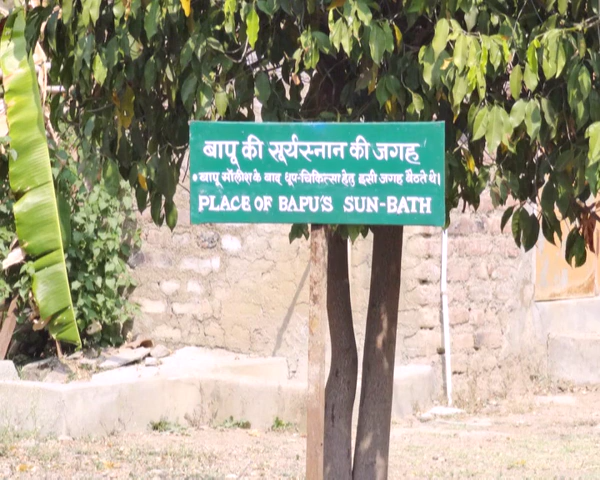 बापू की सूर्यस्नान की जगह
• बापू मॉलीश के बाद धूप-चिकित्सा हेतु इसी जगह बैठते थे।
PLACE OF BAPU'S SUN-BATH